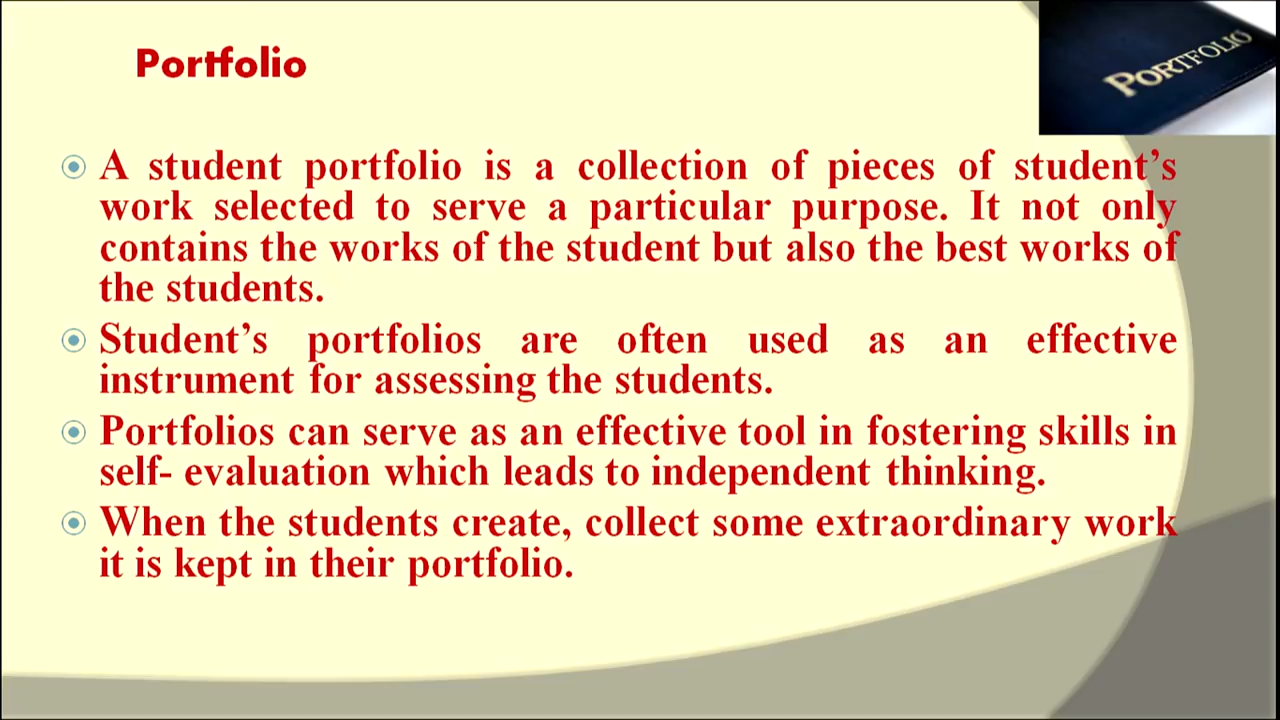 Portfolio
PORTFOLIO
A student portfolio is a collection of pieces of student’s
work selected to serve a particular purpose. It not only
contains the works of the student but also the best works of
the students.
Student’s portfolios are often used as an effective
instrument for assessing the students.
Portfolios can serve as an effective tool in fostering skills in
self- evaluation which leads to independent thinking.
When the students create, collect some extraordinary work
it is kept in their portfolio.